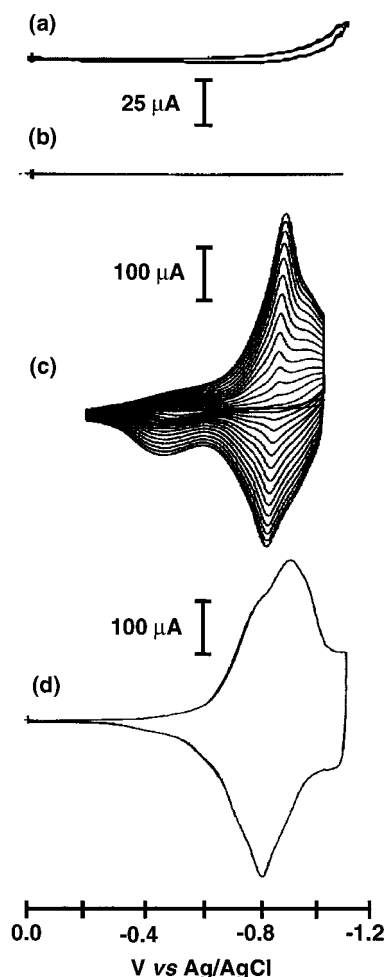 (a)
25 μA
(b)
100 μA
(c)
100 μA
(d)
0.0 -0.4 -0.8 -1.2
V vs Ag/AgCl